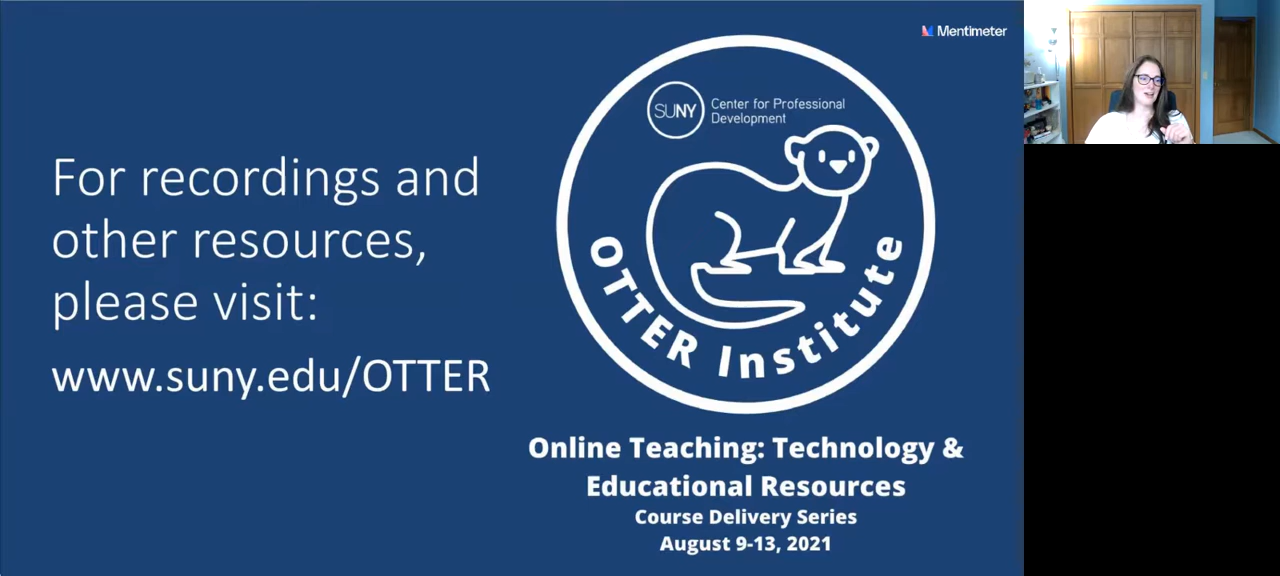 Mentimeter
For recordings and
other resources,
please visit:
www.suny.edu/OTTER
SUNY
Center for Professional
Development
OTTER Institute
Online Teaching: Technology &
Educational Resources
Course Delivery Series
August 9-13, 2021